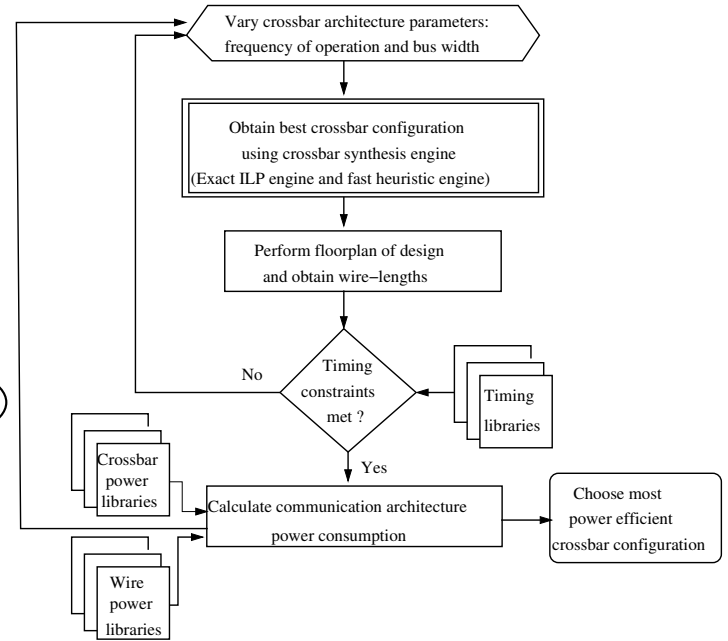 Vary crossbar architecture parameters:
frequency of operation and bus width
Obtain best crossbar configuration
using crossbar synthesis engine
(Exact ILP engine and fast heuristic engine)
Perform floorplan of design
and obtain wire−lengths
No
Timing
constraints
met ?
Timing
libraries
Yes
Crossbar
power
libraries
Calculate communication architecture
power consumption
Choose most
power efficient
crossbar configuration
Wire
power
libraries